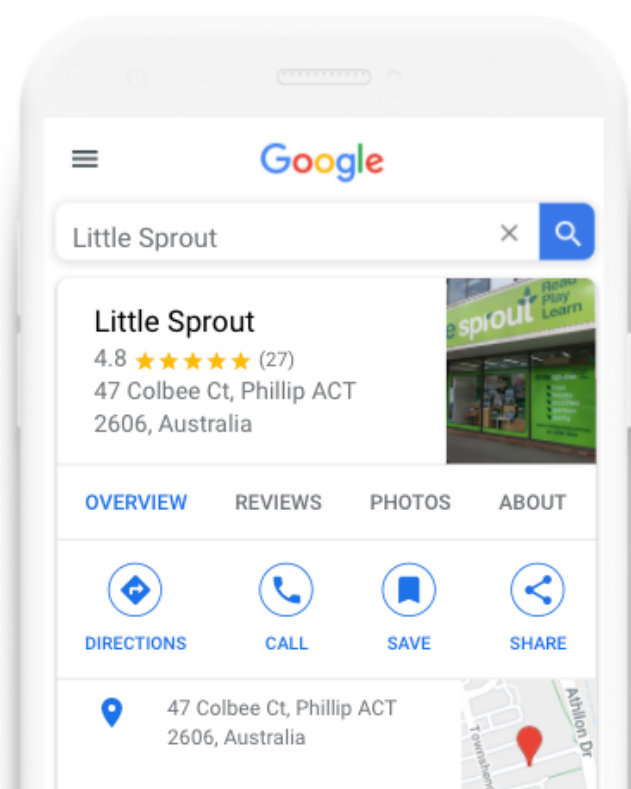 Google
Little Sprout
Little Sprout
4.8 (27)
47 Colbee Ct, Phillip ACT
2606, Australia
sprout
Read
Play
Learn
OVERVIEW REVIEWS PHOTOS ABOUT
DIRECTIONS CALL SAVE SHARE
47 Colbee Ct, Phillip ACT
2606, Australia
Athllon Dr